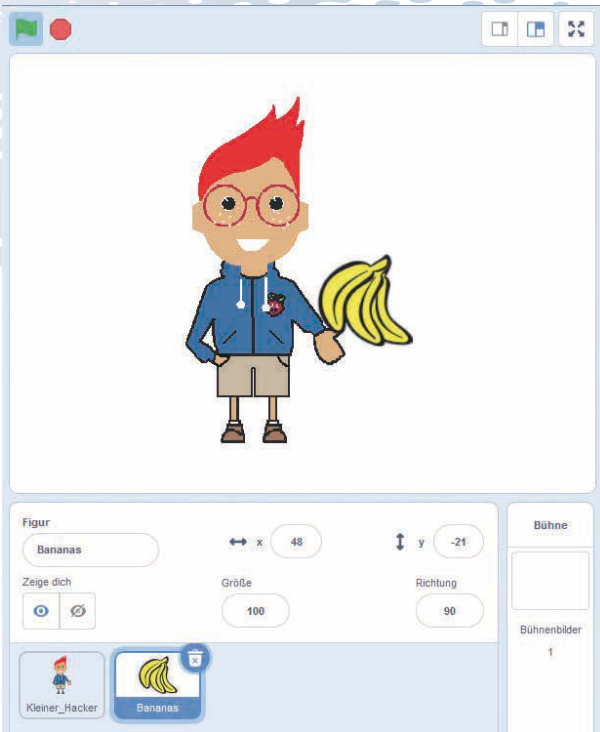 Figur
Bananas
x 48
y -21
Zeige dich
Größe
100
Richtung
90
Kleiner_Hacker
Bananas
Bühne
Bühnenbilder
1